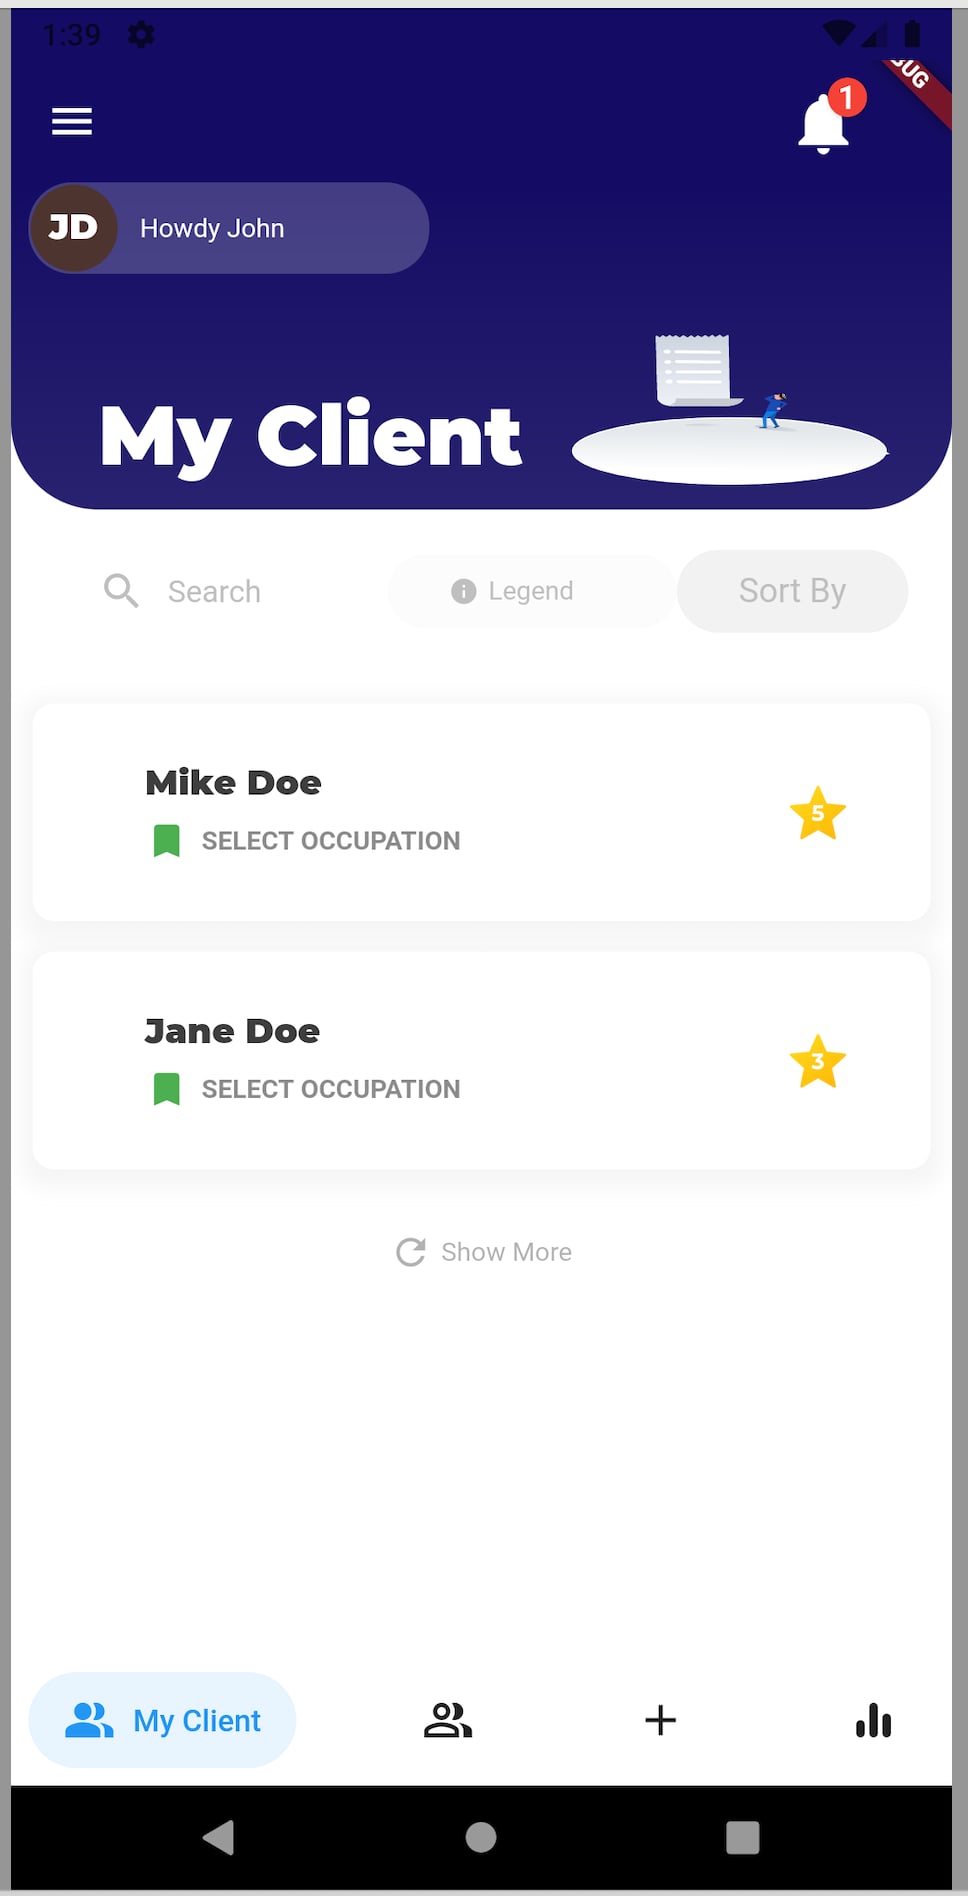 1:39
1
JD
Howdy John
My Client
Search
Legend
Sort By
Mike Doe
SELECT OCCUPATION
5
Jane Doe
SELECT OCCUPATION
3
Show More
My Client